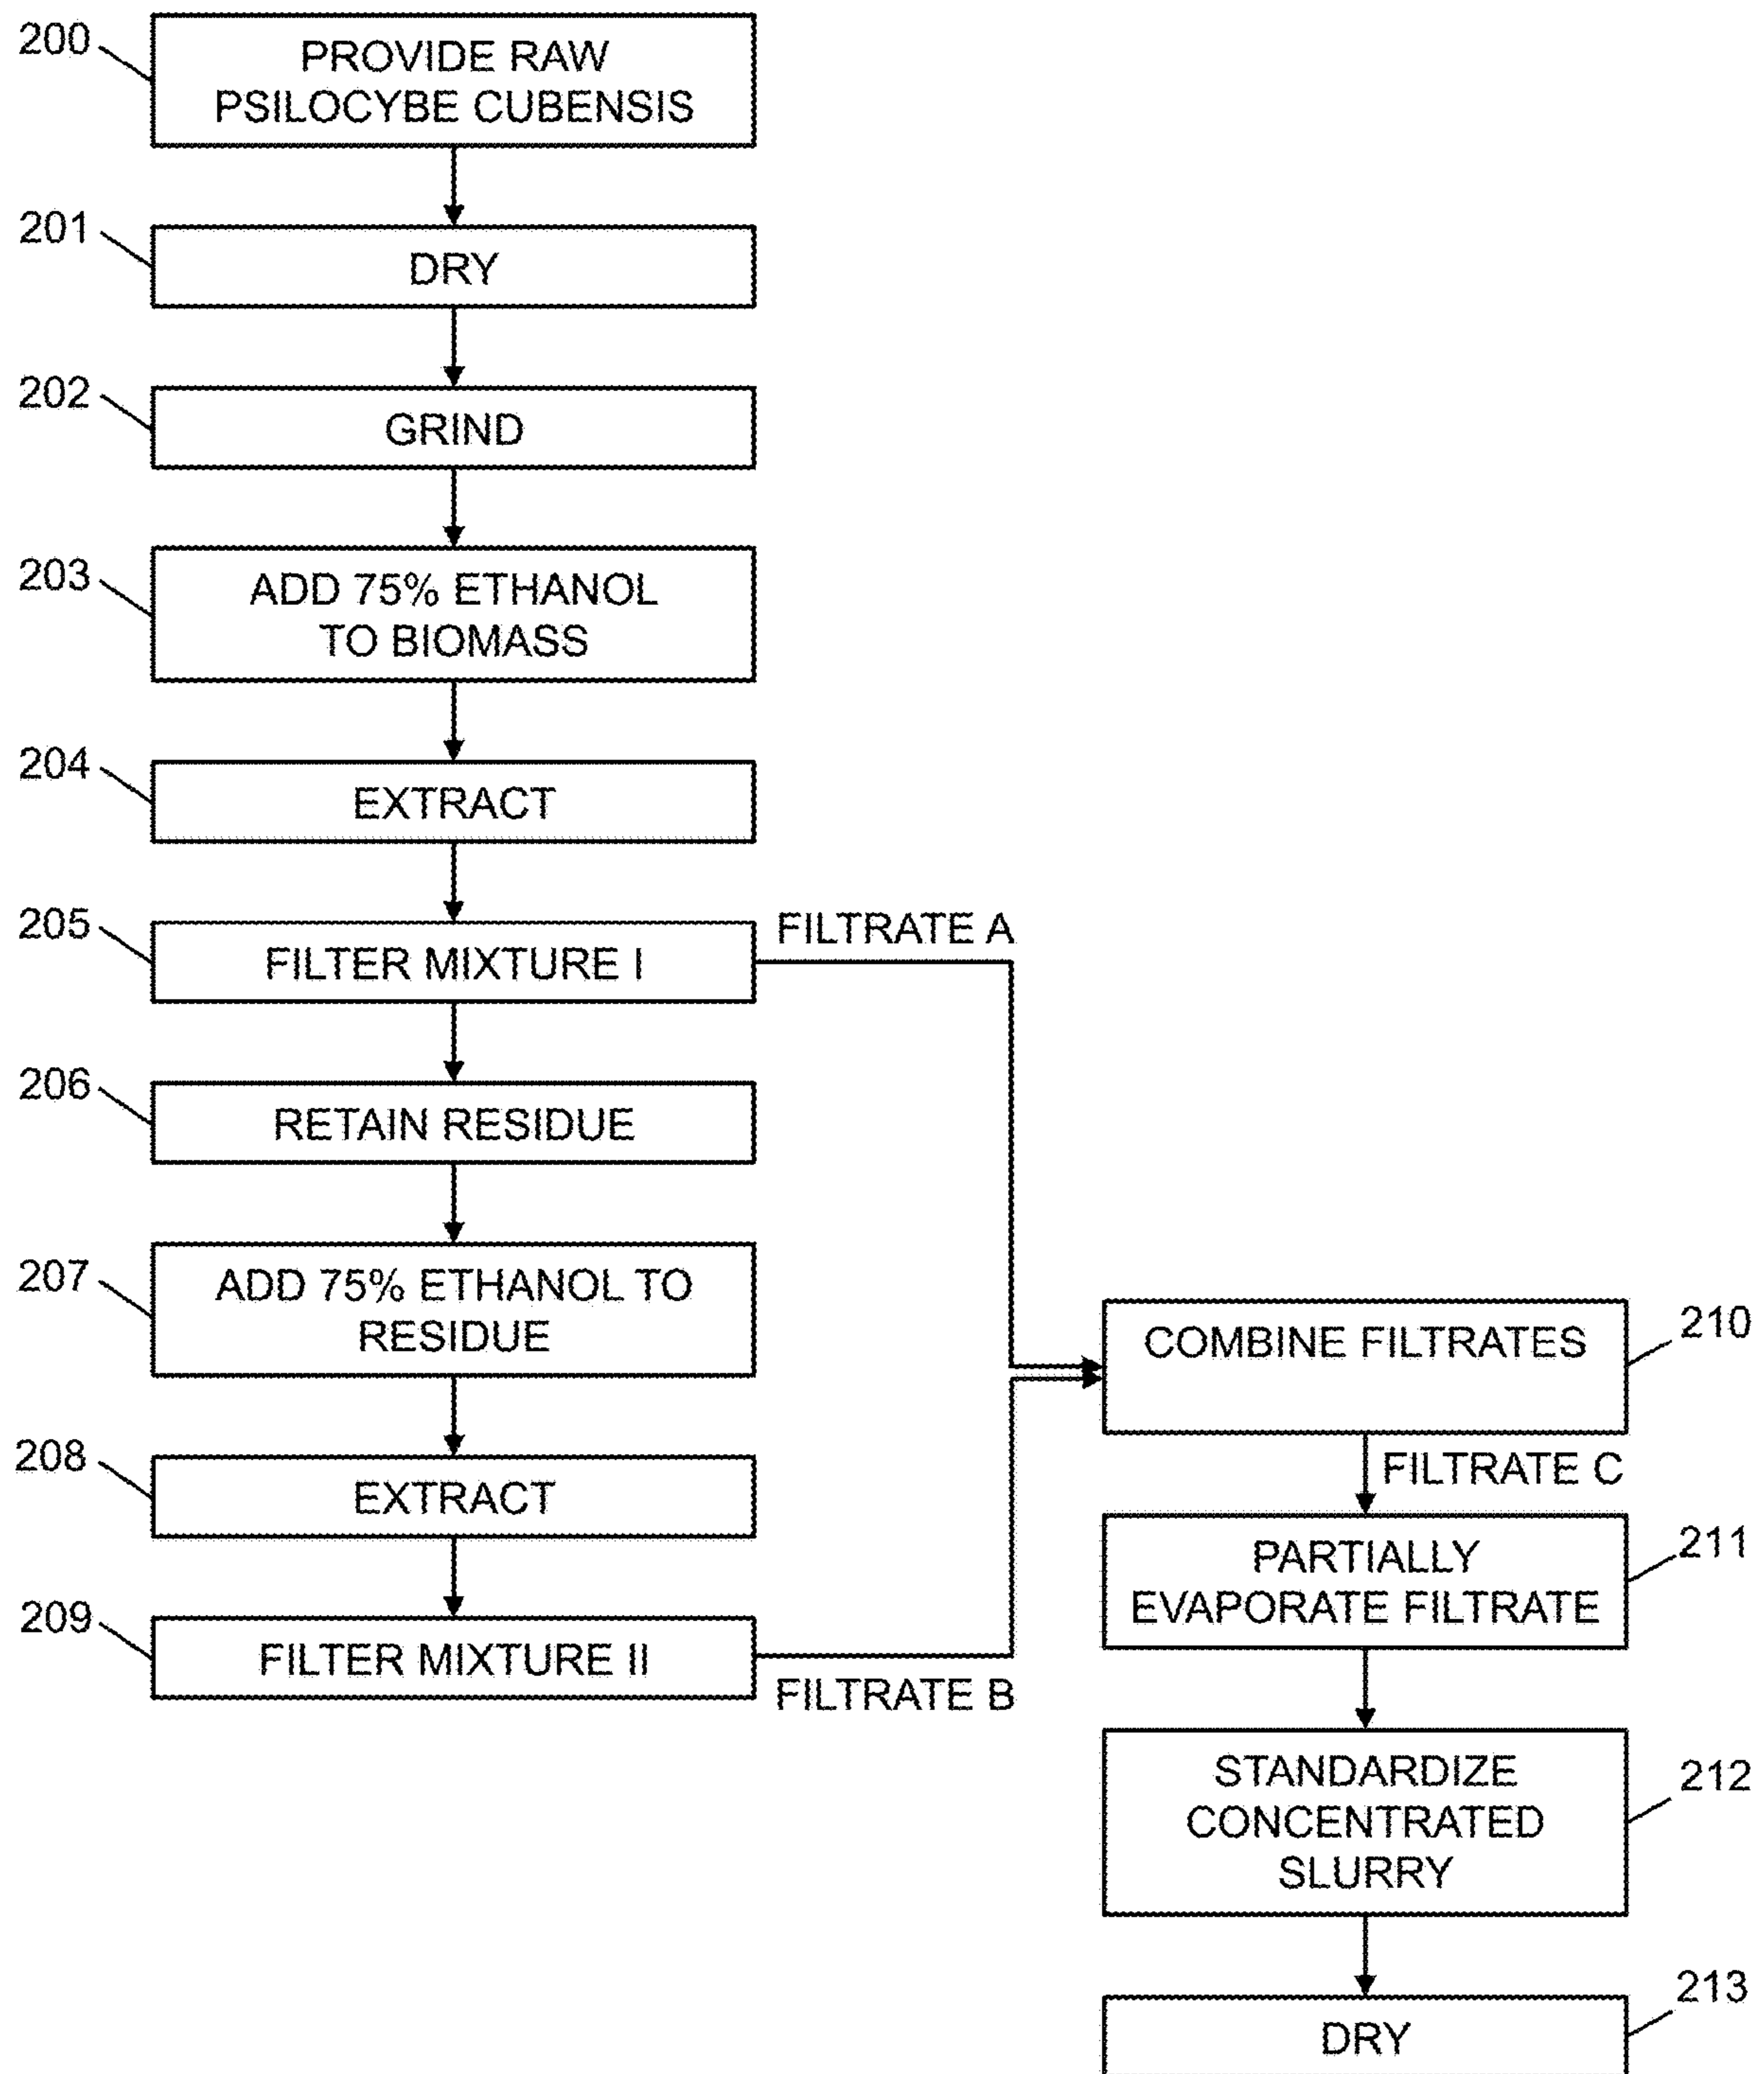 200
PROVIDE RAW
PSILOCYBE CUBENSIS
201
DRY
202
GRIND
203
ADD 75% ETHANOL
TO BIOMASS
204
EXTRACT
205
FILTER MIXTURE I
FILTRATE A
206
RETAIN RESIDUE
207
ADD 75% ETHANOL TO
RESIDUE
208
EXTRACT
209
FILTER MIXTURE II
FILTRATE B
COMBINE FILTRATES
210
FILTRATE C
PARTIALLY
EVAPORATE FILTRATE
211
STANDARDIZE
CONCENTRATED
SLURRY
212
DRY
213